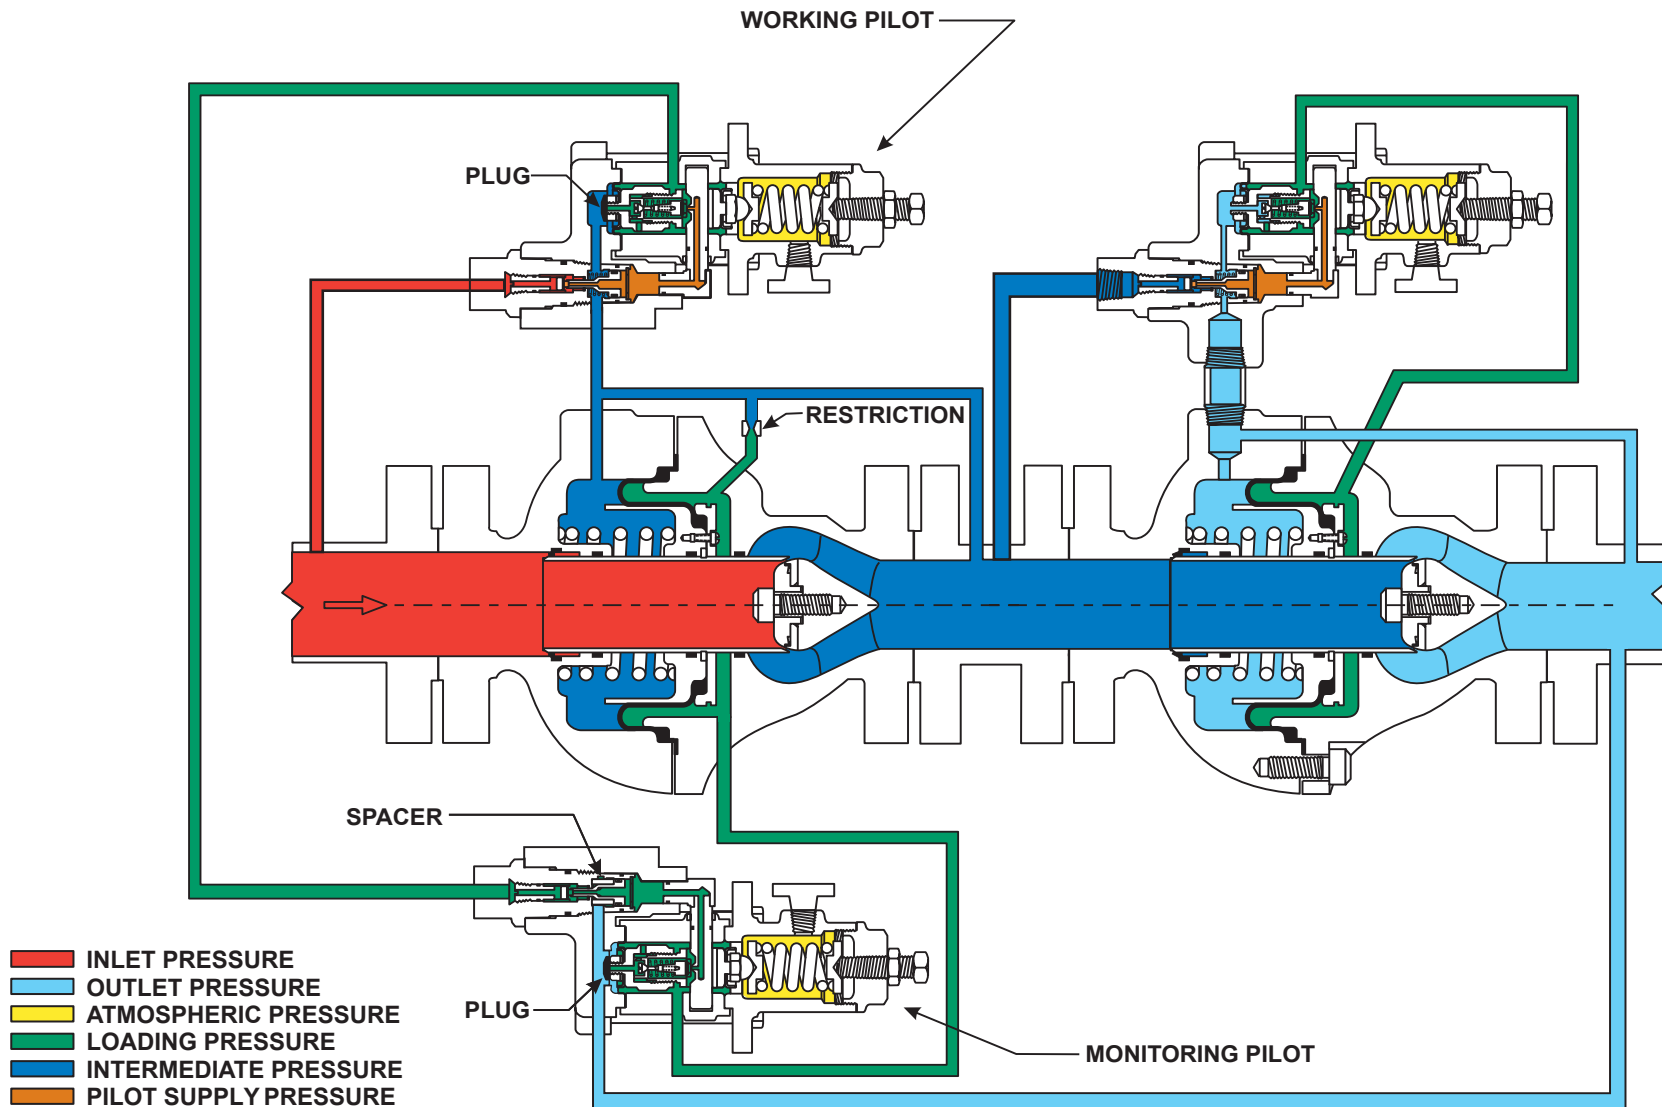 WORKING PILOT
PLUG
RESTRICTION
SPACER
PLUG
MONITORING PILOT
INLET PRESSURE
OUTLET PRESSURE
ATMOSPHERIC PRESSURE
LOADING PRESSURE
INTERMEDIATE PRESSURE
PILOT SUPPLY PRESSURE